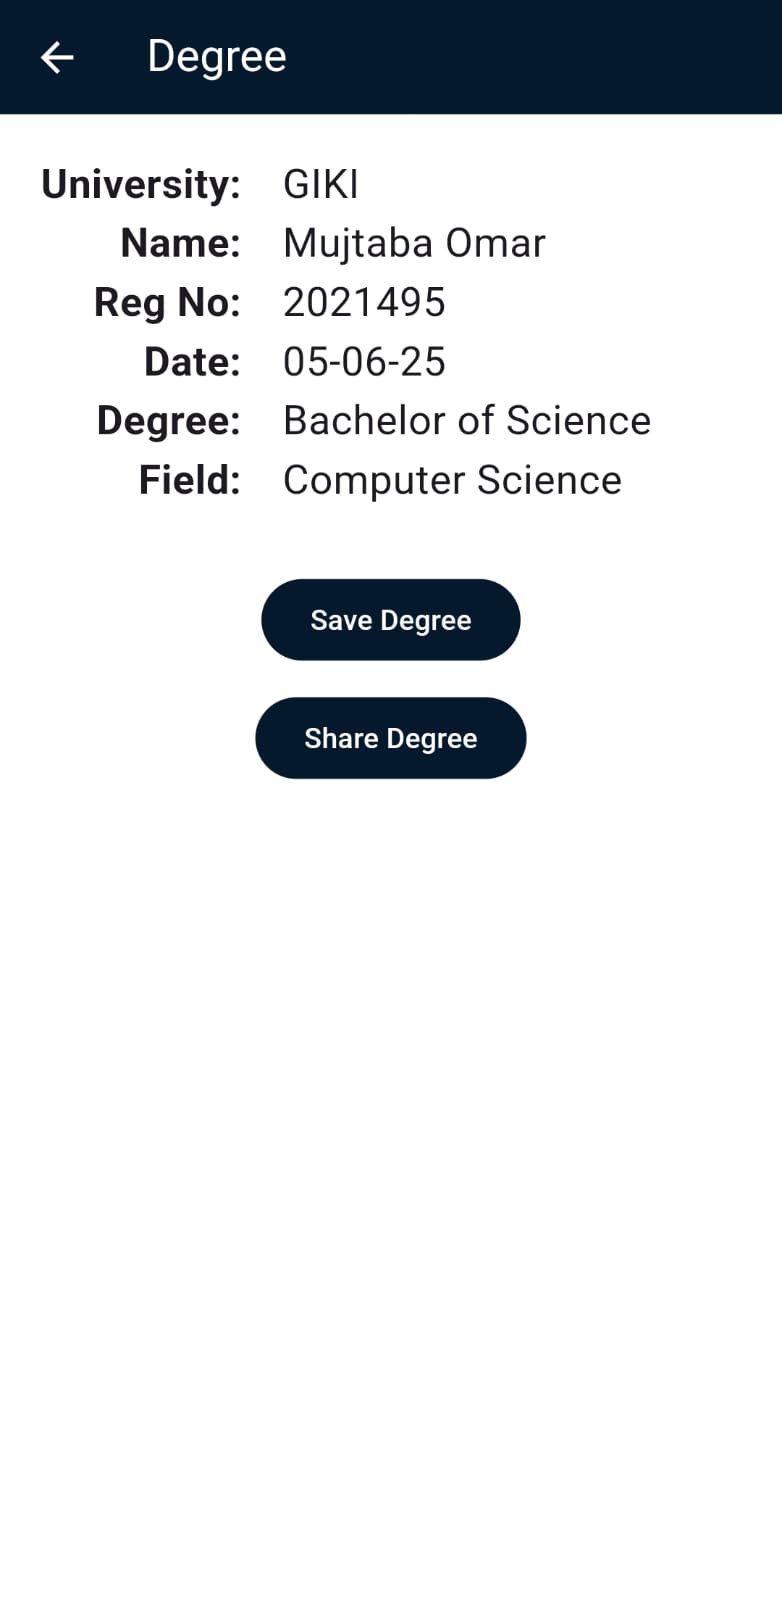 Degree
University: GIKI
Name: Mujtaba Omar
Reg No: 2021495
Date: 05-06-25
Degree: Bachelor of Science
Field: Computer Science
Save Degree
Share Degree